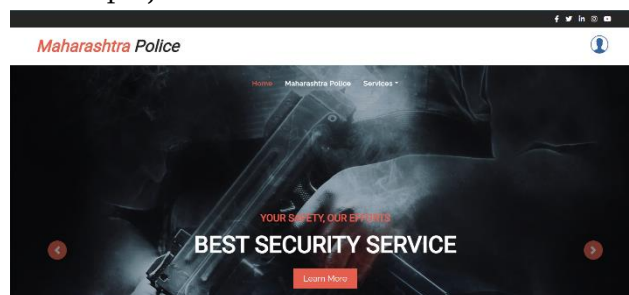 Maharashtra Police
Home Maharashtra Police Services
YOUR SAFETY, OUR EFFORTS
BEST SECURITY SERVICE
Learn More